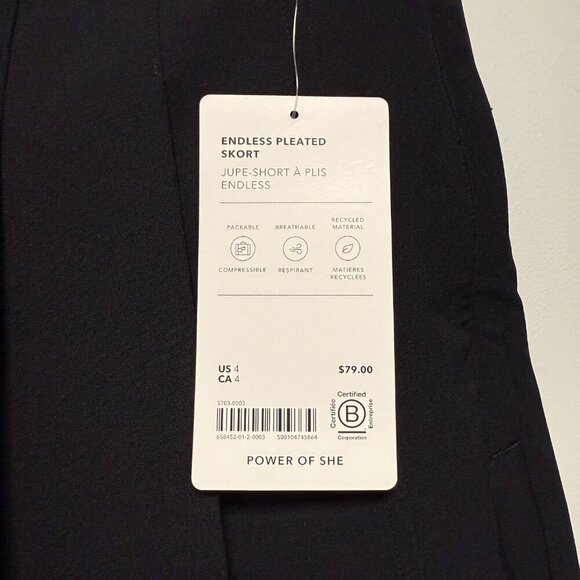 ENDLESS PLEATED
SKORT
JUPE-SHORT À PLIS
ENDLESS
PACKABLE
COMPRESSIBLE
BREATHABLE
RESPIRANT
RECYCLED
MATERIAL
MATIÈRES
RECYCLÉES
US 4
CA 4
$79.00
5703-0003
658452-01-2-0003 500104745864
Certified
Certifiée
B
Entreprise
Corporation
POWER OF SHE